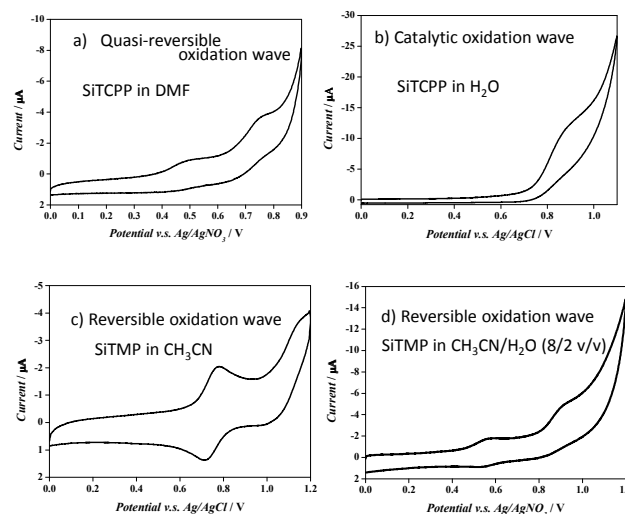 a) Quasi-reversible
oxidation wave
SiTCPP in DMF
Current / µA
-10
-8
-6
-4
-2
0
2
0.0 0.1 0.2 0.3 0.4 0.5 0.6 0.7 0.8 0.9
Potential v.s. Ag/AgNO3 / V
b) Catalytic oxidation wave
SiTCPP in H2O
Current / µA
-30
-25
-20
-15
-10
-5
0
0.0 0.2 0.4 0.6 0.8 1.0
Potential v.s. Ag/AgCl / V
c) Reversible oxidation wave
SiTMP in CH3CN
Current / µA
-5
-4
-3
-2
-1
0
1
2
0.0 0.2 0.4 0.6 0.8 1.0 1.2
Potential v.s. Ag/AgCl / V
d) Reversible oxidation wave
SiTMP in CH3CN/H2O (8/2 v/v)
Current / µA
-16
-14
-12
-10
-8
-6
-4
-2
0
2
0.0 0.2 0.4 0.6 0.8 1.0 1.2
Potential v.s. Ag/AgNO3 / V